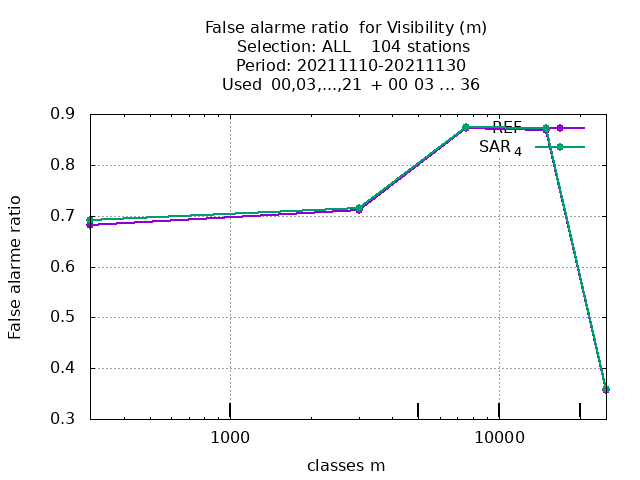 False alarme ratio  for Visibility (m)
Selection: ALL    104 stations
Period: 20211110-20211130
Used  00,03,...,21  + 00 03 ... 36
REF
SAR 4
0.9
0.8
0.7
0.6
0.5
0.4
0.3
False alarme ratio
1000
10000
classes m